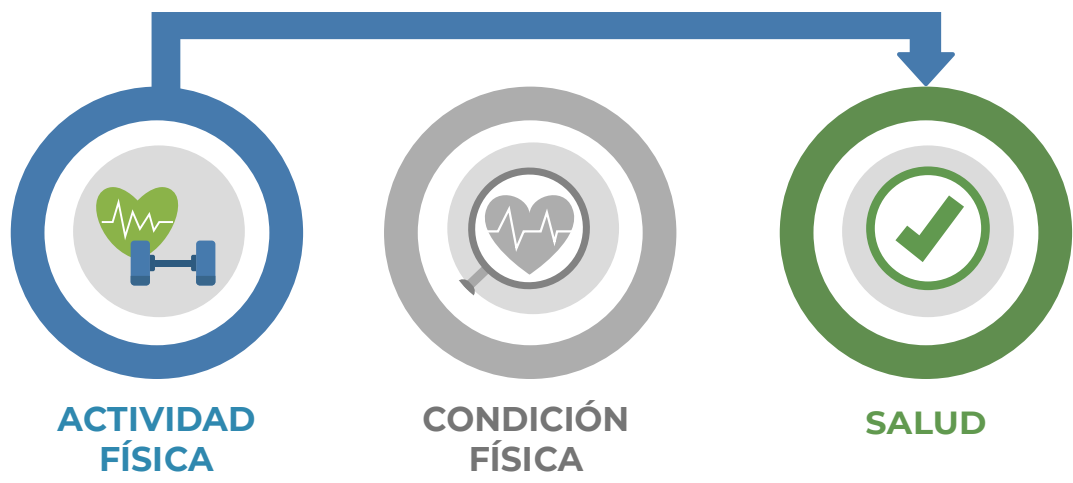 ACTIVIDAD
FÍSICA
CONDICIÓN
FÍSICA
SALUD